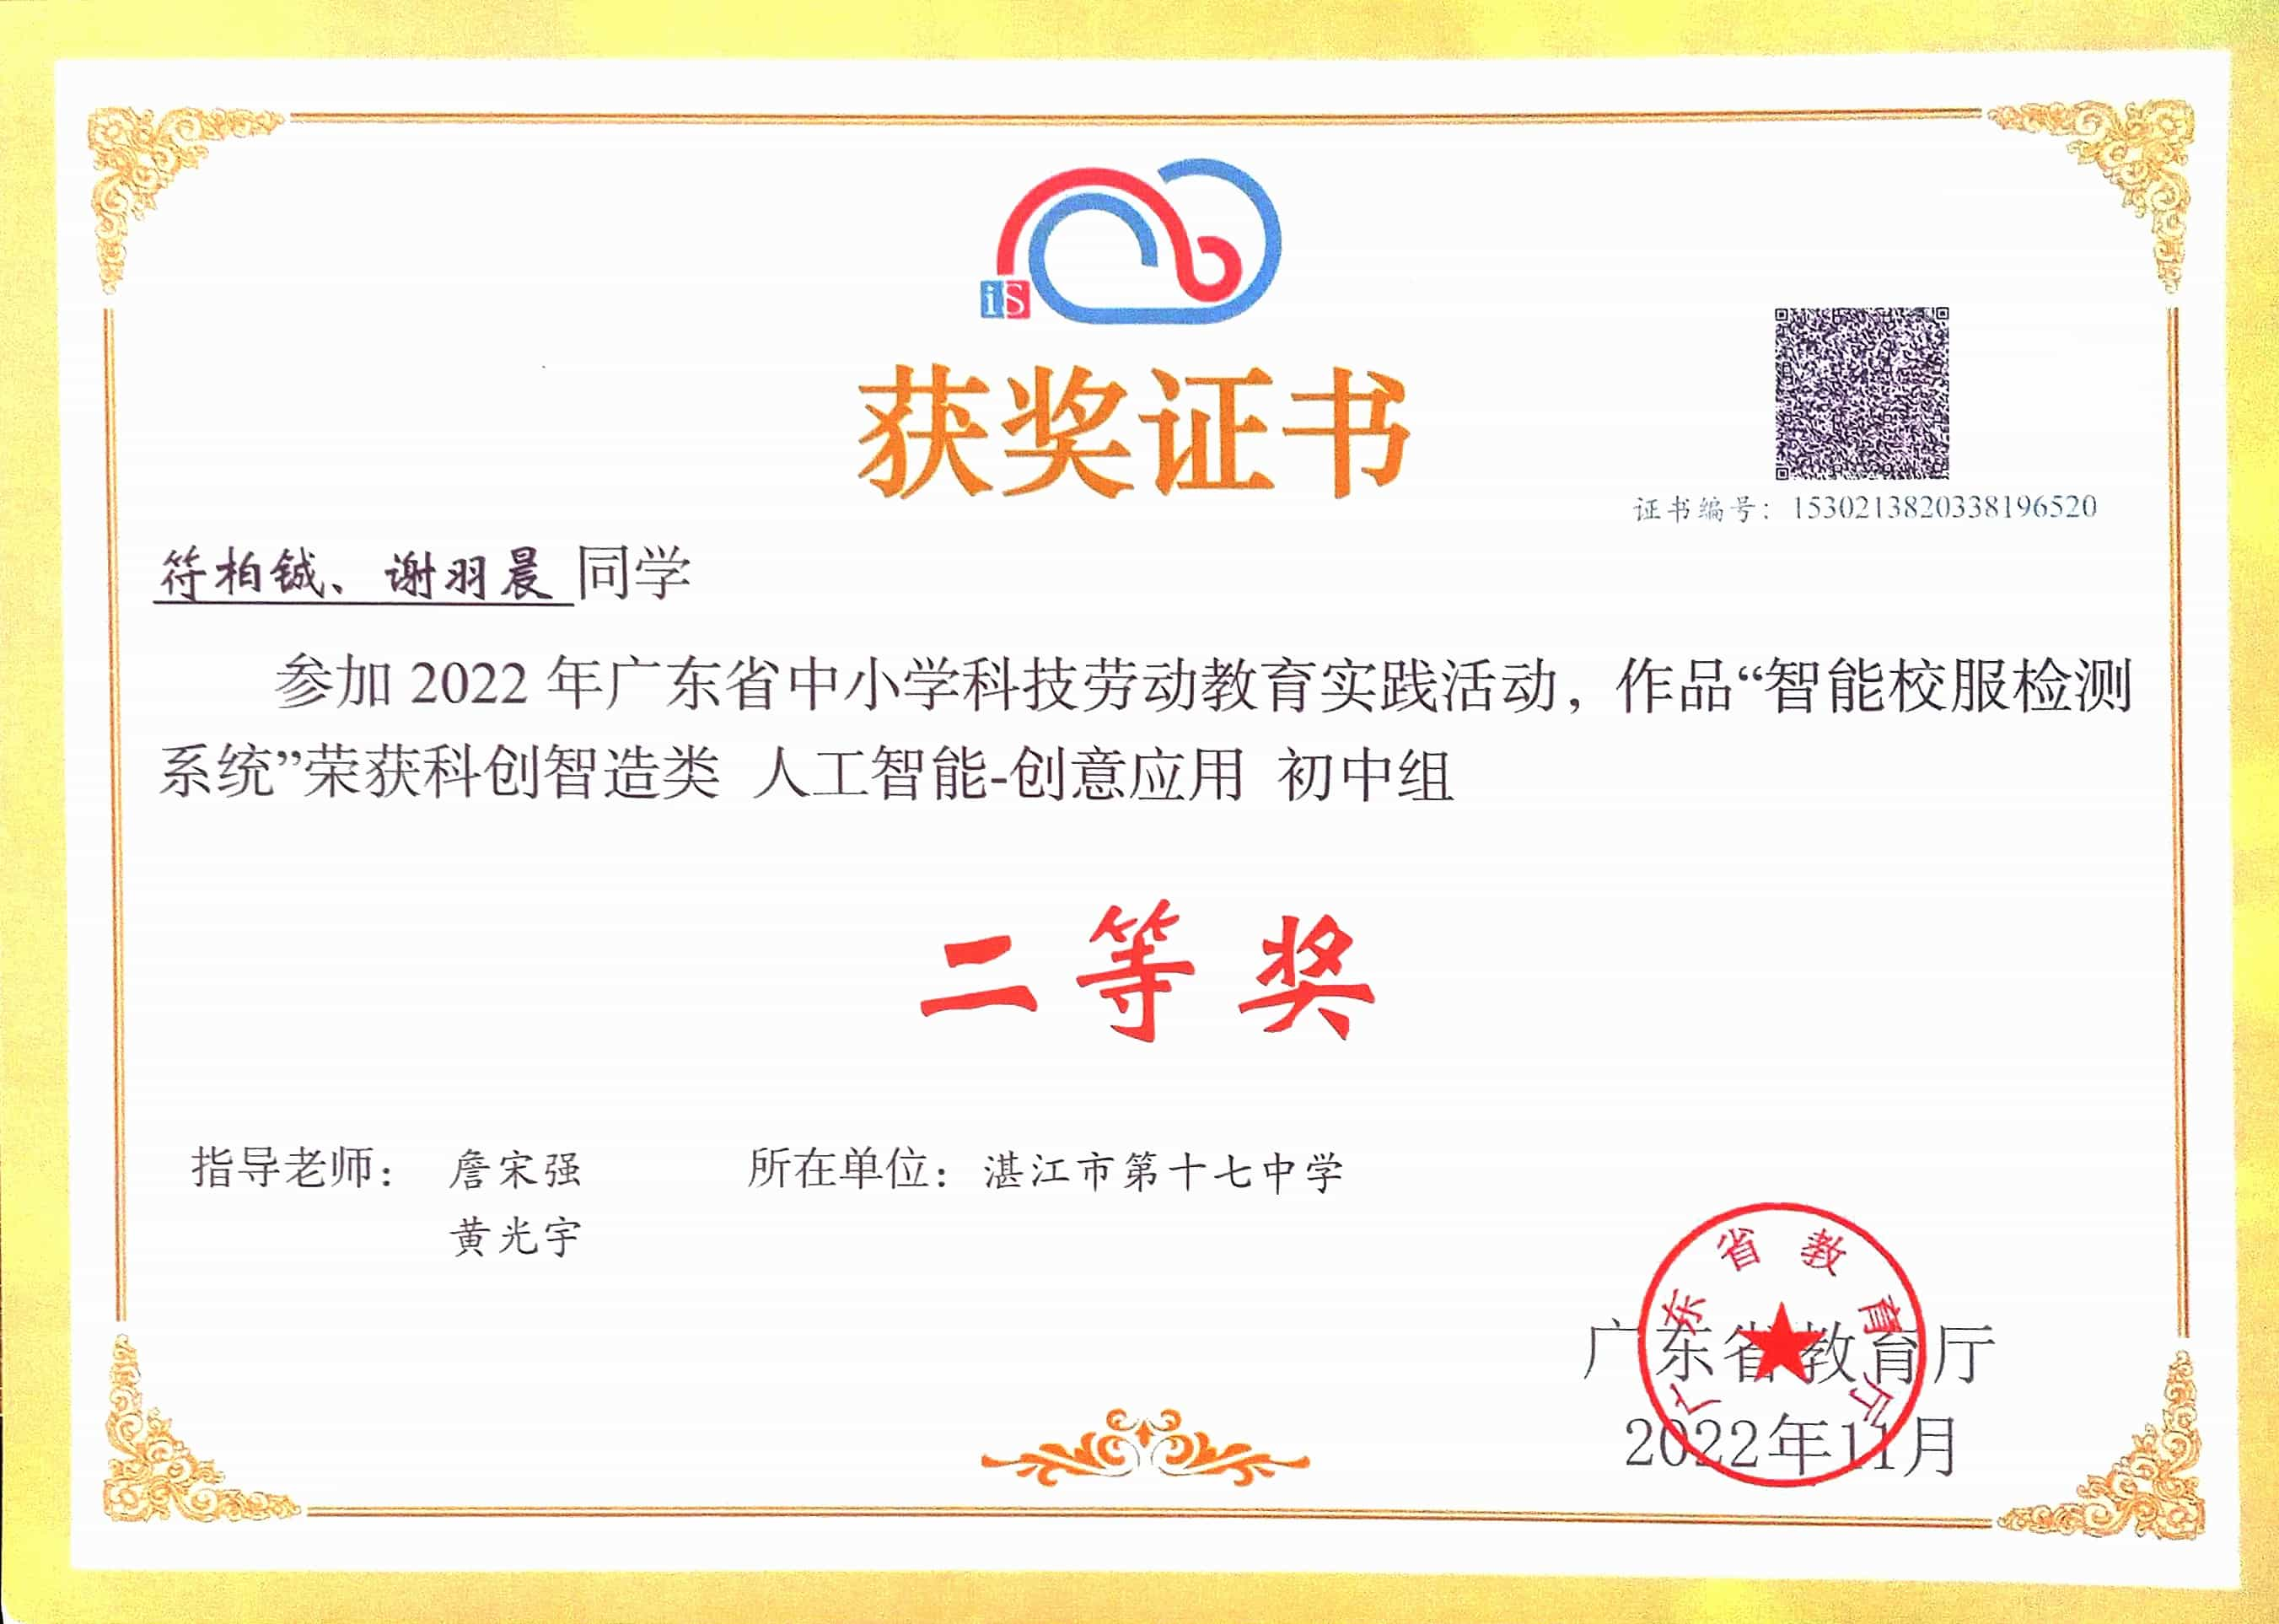 iS
获奖证书
证书编号：1530213820338196520
符柏铖、谢羽晨 同学
参加 2022 年广东省中小学科技劳动教育实践活动，作品“智能校服检测
系统”荣获科创智造类 人工智能-创意应用 初中组
二等奖
指导老师： 詹宋强 所在单位：湛江市第十七中学
黄光宇
广东省教育厅
广东省教育厅
2022年11月